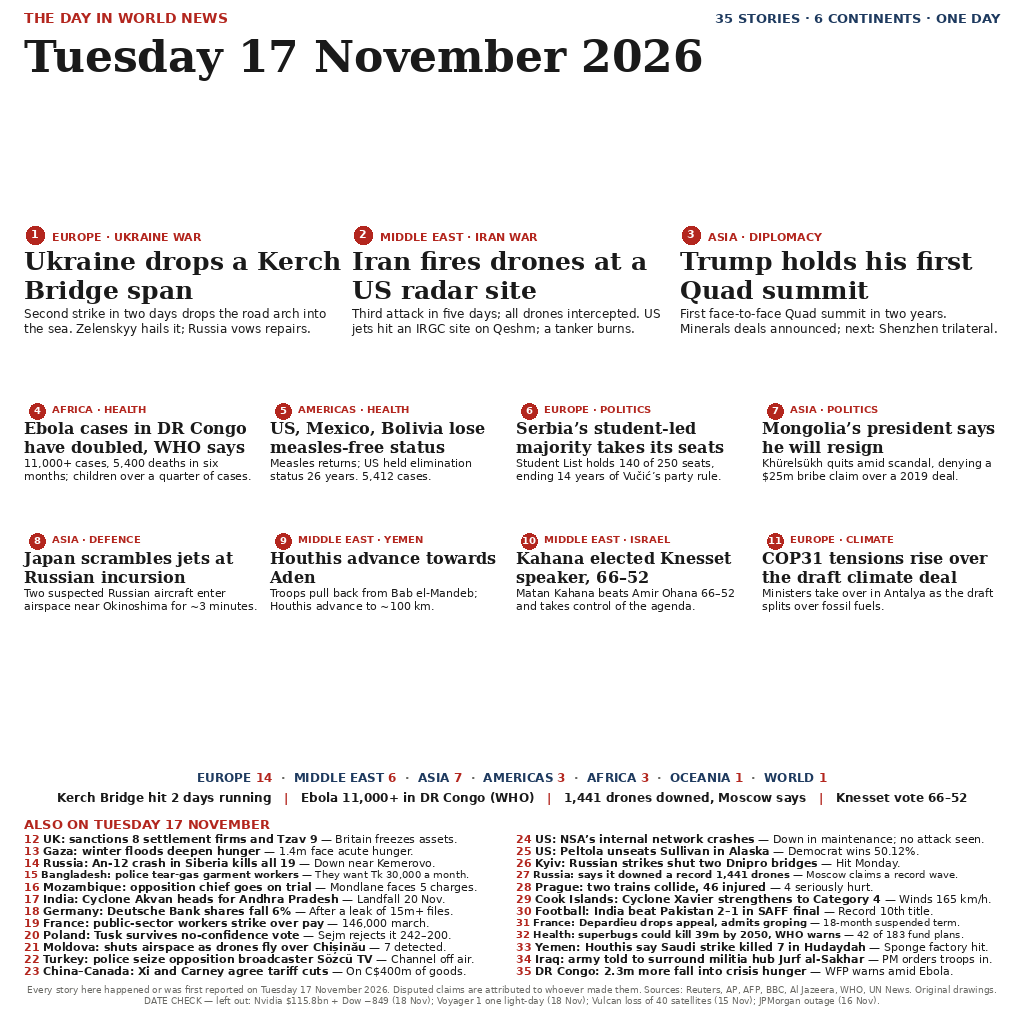 THE DAY IN WORLD NEWS
35 STORIES · 6 CONTINENTS · ONE DAY
Tuesday 17 November 2026
1 EUROPE · UKRAINE WAR
Ukraine drops a Kerch
Bridge span
Second strike in two days drops the road arch into
the sea. Zelenskyy hails it; Russia vows repairs.
2 MIDDLE EAST · IRAN WAR
Iran fires drones at a
US radar site
Third attack in five days; all drones intercepted. US
jets hit an IRGC site on Qeshm; a tanker burns.
3 ASIA · DIPLOMACY
Trump holds his first
Quad summit
First face-to-face Quad summit in two years.
Minerals deals announced; next: Shenzhen trilateral.
4 AFRICA · HEALTH
Ebola cases in DR Congo
have doubled, WHO says
11,000+ cases, 5,400 deaths in six
months; children over a quarter of cases.
5 AMERICAS · HEALTH
US, Mexico, Bolivia lose
measles-free status
Measles returns; US held elimination
status 26 years. 5,412 cases.
6 EUROPE · POLITICS
Serbia’s student-led
majority takes its seats
Student List holds 140 of 250 seats,
ending 14 years of Vučić’s party rule.
7 ASIA · POLITICS
Mongolia’s president says
he will resign
Khürelsükh quits amid scandal, denying a
$25m bribe claim over a 2019 deal.
8 ASIA · DEFENCE
Japan scrambles jets at
Russian incursion
Two suspected Russian aircraft enter
airspace near Okinoshima for ~3 minutes.
9 MIDDLE EAST · YEMEN
Houthis advance towards
Aden
Troops pull back from Bab el-Mandeb;
Houthis advance to ~100 km.
10 MIDDLE EAST · ISRAEL
Kahana elected Knesset
speaker, 66–52
Matan Kahana beats Amir Ohana 66–52
and takes control of the agenda.
11 EUROPE · CLIMATE
COP31 tensions rise over
the draft climate deal
Ministers take over in Antalya as the draft
splits over fossil fuels.
EUROPE 14 · MIDDLE EAST 6 · ASIA 7 · AMERICAS 3 · AFRICA 3 · OCEANIA 1 · WORLD 1
Kerch Bridge hit 2 days running | Ebola 11,000+ in DR Congo (WHO) | 1,441 drones downed, Moscow says | Knesset vote 66–52
ALSO ON TUESDAY 17 NOVEMBER
12 UK: sanctions 8 settlement firms and Tzav 9 — Britain freezes assets.
13 Gaza: winter floods deepen hunger — 1.4m face acute hunger.
14 Russia: An-12 crash in Siberia kills all 19 — Down near Kemerovo.
15 Bangladesh: police tear-gas garment workers — They want Tk 30,000 a month.
16 Mozambique: opposition chief goes on trial — Mondlane faces 5 charges.
17 India: Cyclone Akvan heads for Andhra Pradesh — Landfall 20 Nov.
18 Germany: Deutsche Bank shares fall 6% — After a leak of 15m+ files.
19 France: public-sector workers strike over pay — 146,000 march.
20 Poland: Tusk survives no-confidence vote — Sejm rejects it 242–200.
21 Moldova: shuts airspace as drones fly over Chișinău — 7 detected.
22 Turkey: police seize opposition broadcaster Sözcü TV — Channel off air.
23 China–Canada: Xi and Carney agree tariff cuts — On C$400m of goods.
24 US: NSA’s internal network crashes — Down in maintenance; no attack seen.
25 US: Peltola unseats Sullivan in Alaska — Democrat wins 50.12%.
26 Kyiv: Russian strikes shut two Dnipro bridges — Hit Monday.
27 Russia: says it downed a record 1,441 drones — Moscow claims a record wave.
28 Prague: two trains collide, 46 injured — 4 seriously hurt.
29 Cook Islands: Cyclone Xavier strengthens to Category 4 — Winds 165 km/h.
30 Football: India beat Pakistan 2–1 in SAFF final — Record 10th title.
31 France: Depardieu drops appeal, admits groping — 18-month suspended term.
32 Health: superbugs could kill 39m by 2050, WHO warns — 42 of 183 fund plans.
33 Yemen: Houthis say Saudi strike killed 7 in Hudaydah — Sponge factory hit.
34 Iraq: army told to surround militia hub Jurf al-Sakhar — PM orders troops in.
35 DR Congo: 2.3m more fall into crisis hunger — WFP warns amid Ebola.
Every story here happened or was first reported on Tuesday 17 November 2026. Disputed claims are attributed to whoever made them. Sources: Reuters, AP, AFP, BBC, Al Jazeera, WHO, UN News. Original drawings.
DATE CHECK — left out: Nvidia $115.8bn + Dow −849 (18 Nov); Voyager 1 one light-day (18 Nov); Vulcan loss of 40 satellites (15 Nov); JPMorgan outage (16 Nov).